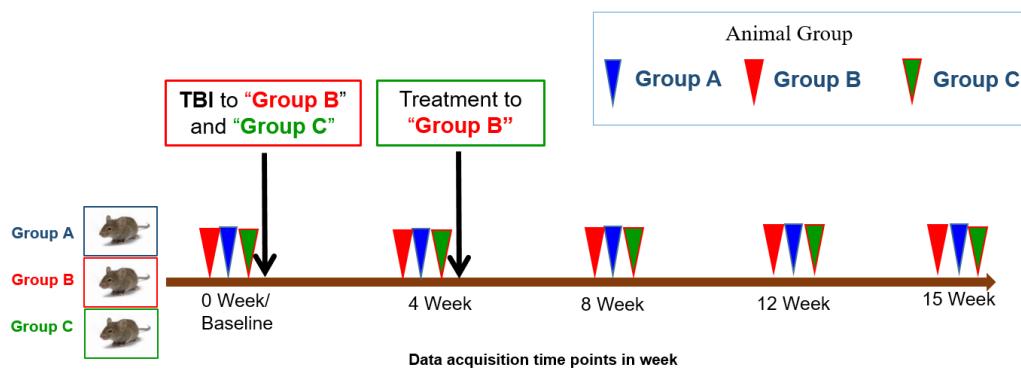 Animal Group
Group A
Group B
Group C
TBI to “Group B”
and “Group C”
Treatment to
“Group B”
Group A
Group B
Group C
0 Week/
Baseline
4 Week
8 Week
12 Week
15 Week
Data acquisition time points in week